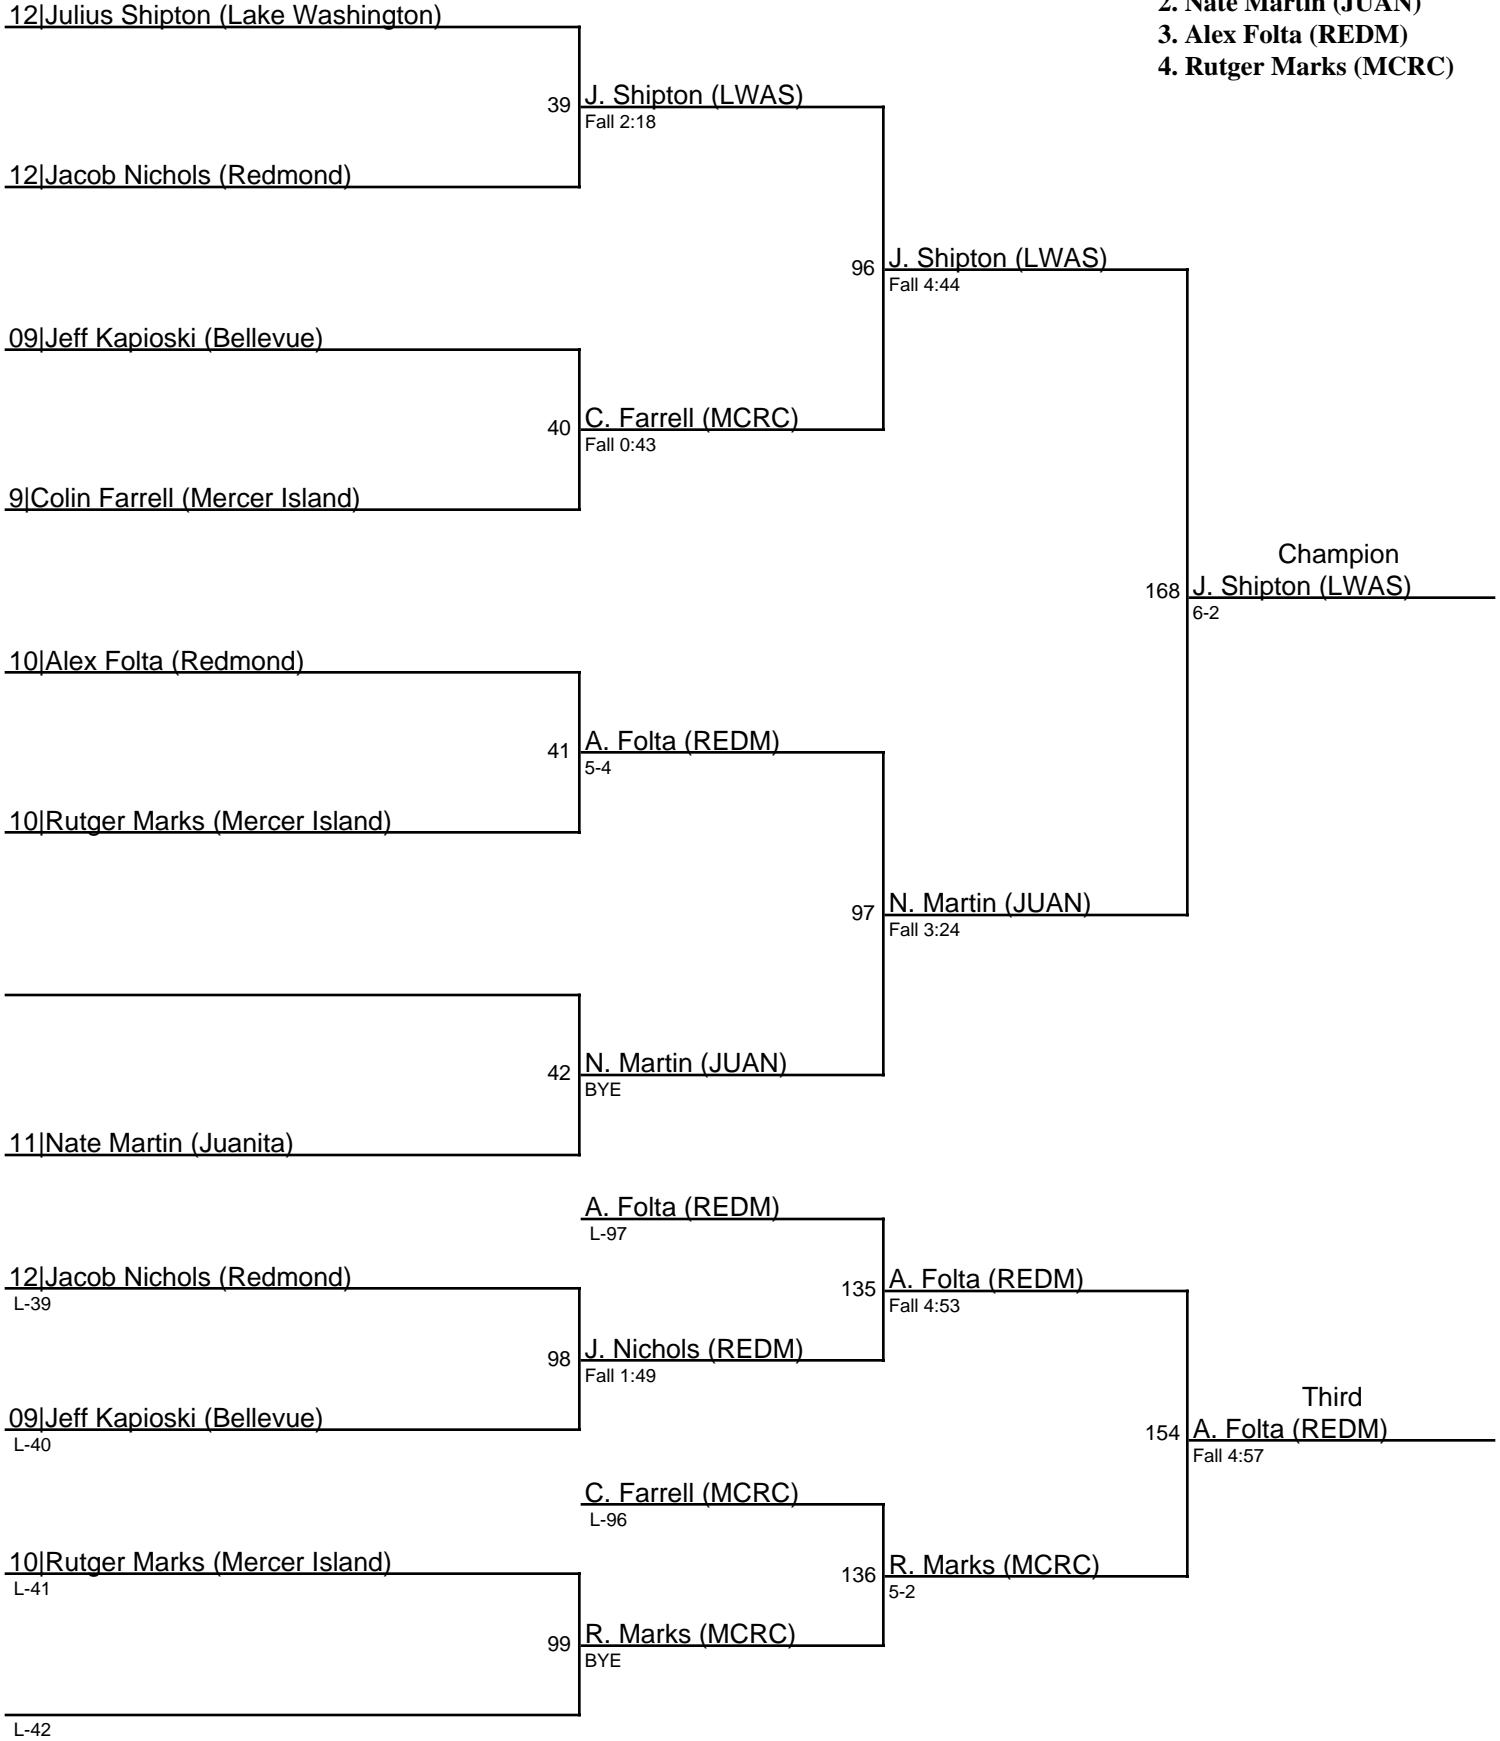 12|Julius Shipton (Lake Washington)
2. Nate Martin (JUAN)
3. Alex Folta (REDM)
4. Rutger Marks (MCRC)
39 J. Shipton (LWAS)
Fall 2:18
12|Jacob Nichols (Redmond)
96 J. Shipton (LWAS)
Fall 4:44
09|Jeff Kapioski (Bellevue)
40 C. Farrell (MCRC)
Fall 0:43
9|Colin Farrell (Mercer Island)
Champion
168 J. Shipton (LWAS)
6-2
10|Alex Folta (Redmond)
41 A. Folta (REDM)
5-4
10|Rutger Marks (Mercer Island)
97 N. Martin (JUAN)
Fall 3:24
42 N. Martin (JUAN)
BYE
11|Nate Martin (Juanita)
A. Folta (REDM)
L-97
12|Jacob Nichols (Redmond)
L-39
135 A. Folta (REDM)
Fall 4:53
98 J. Nichols (REDM)
Fall 1:49
09|Jeff Kapioski (Bellevue)
L-40
Third
154 A. Folta (REDM)
Fall 4:57
C. Farrell (MCRC)
L-96
10|Rutger Marks (Mercer Island)
L-41
136 R. Marks (MCRC)
5-2
99 R. Marks (MCRC)
BYE
L-42